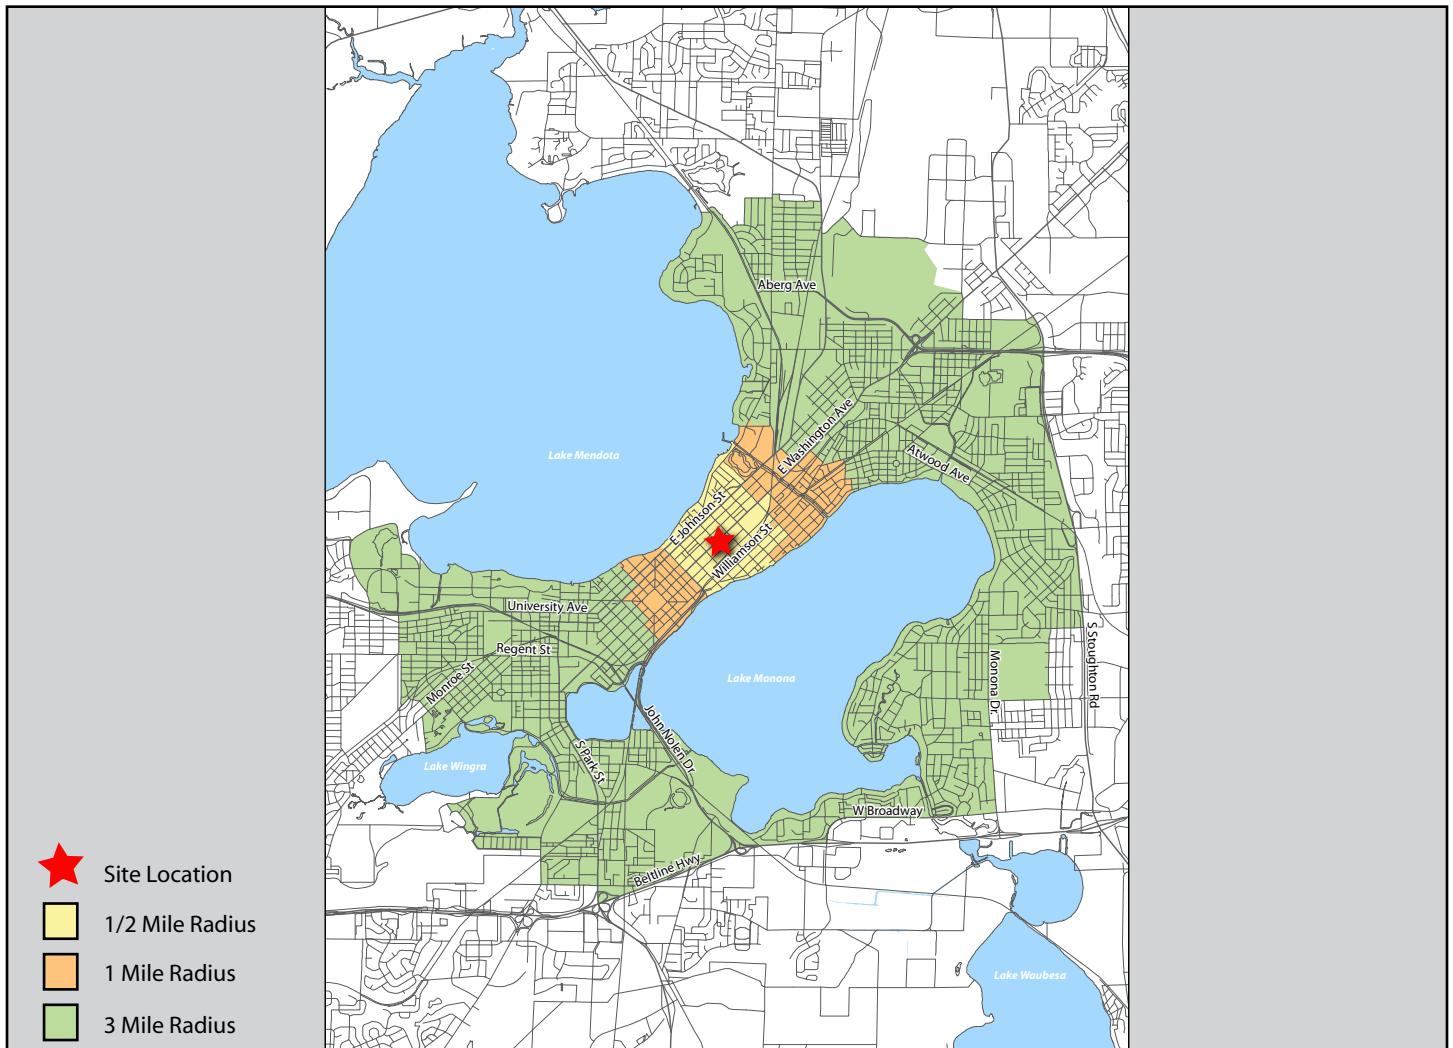 Aberg Ave
E Washington Ave
Atwood Ave
Lake Mendota
E Johnson St
Williamson St
University Ave
Regent St
Monroe St
Lake Monona
Monona Dr.
S Stoughton Rd
John Nolen Dr
S Park St
Lake Wingra
W Broadway
Beltline Hwy
Lake Waubesa
Site Location
1/2 Mile Radius
1 Mile Radius
3 Mile Radius